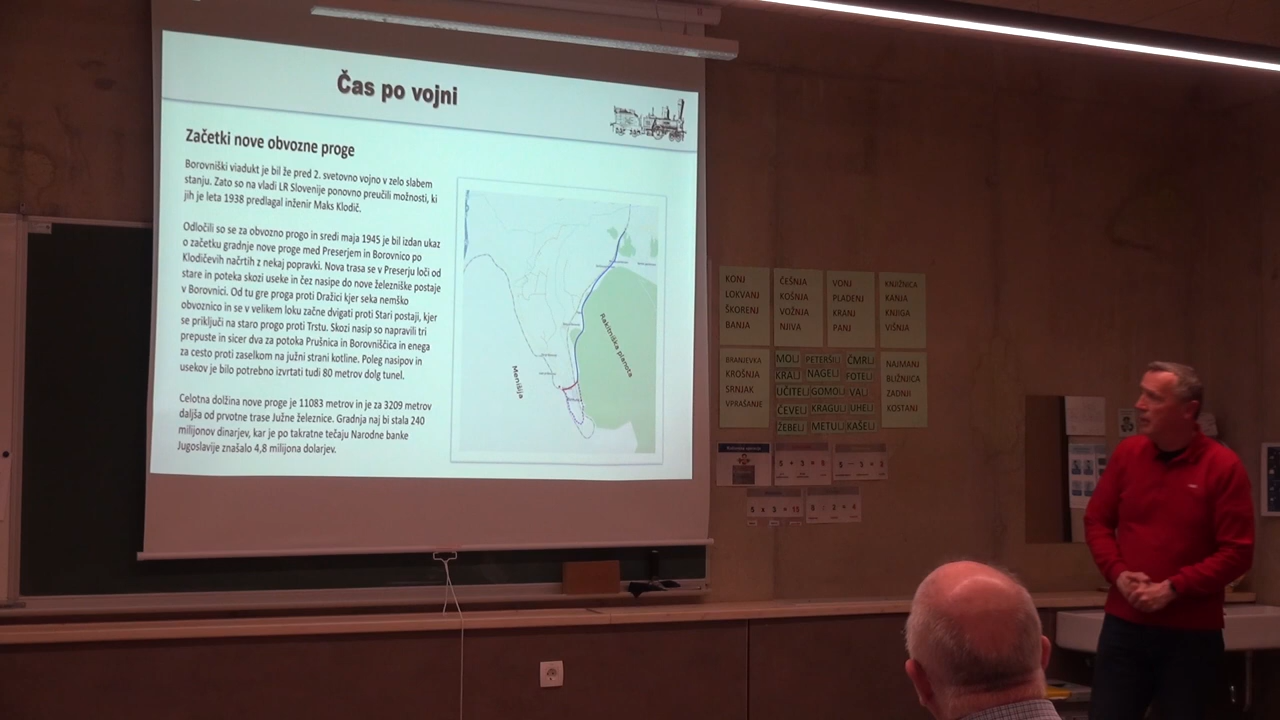 Čas po vojni
Začetki nove obvozne proge
Borovniški viadukt je bil že pred 2. svetovno vojno v zelo slabem
stanju. Zato so na vladi LR Slovenije ponovno preučili možnosti, ki
jih je leta 1938 predlagal inženir Maks Klodič.
Odločili so se za obvozno progo in sredi maja 1945 je bil izdan ukaz
o začetku gradnje nove proge med Preserjem in Borovnico po
Klodičevih načrtih z nekaj popravki. Nova trasa se v Preserju loči od
stare in poteka skozi useke in čez nasipe do nove železniške postaje
v Borovnici. Od tu gre proga proti Dražici kjer seka nemško
obvoznico in se v velikem loku začne dvigati proti Stari postaji, kjer
se priključi na staro progo proti Trstu. Skozi nasip so napravili tri
prepuste in sicer dva za potoka Prušnica in Borovniščica in enega
za cesto proti zaselkom na južni strani kotline. Poleg nasipov in
usekov je bilo potrebno izvrtati tudi 80 metrov dolg tunel.
Celotna dolžina nove proge je 11083 metrov in je za 3209 metrov
daljša od prvotne trase Južne železnice. Gradnja naj bi stala 240
milijonov dinarjev, kar je po takratne tečaju Narodne banke
Jugoslavije znašalo 4,8 milijona dolarjev.
Menišija
Rakitniška planota
KONJ
LOKVANJ
ŠKORENJ
BANJA
ČEŠNJA
KOŠNJA
VOŽNJA
NJIVA
VONJ
PLADENJ
KRANJ
PANJ
KNJIŽNICA
KANJA
KNJIGA
VIŠNJA
BRANJEVKA
KROŠNJA
SRNJAK
VPRAŠANJE
MOLJ PETERŠILJ ČMRLJ
KRALJ NAGELJ FOTELJ
UČITELJ GOMOLJ VALJ
ČEVELJ KRAGULJ UHELJ
ŽEBELJ METULJ KAŠELJ
NAJMANJ
BLIŽNJICA
ZADNJI
KOSTANJ